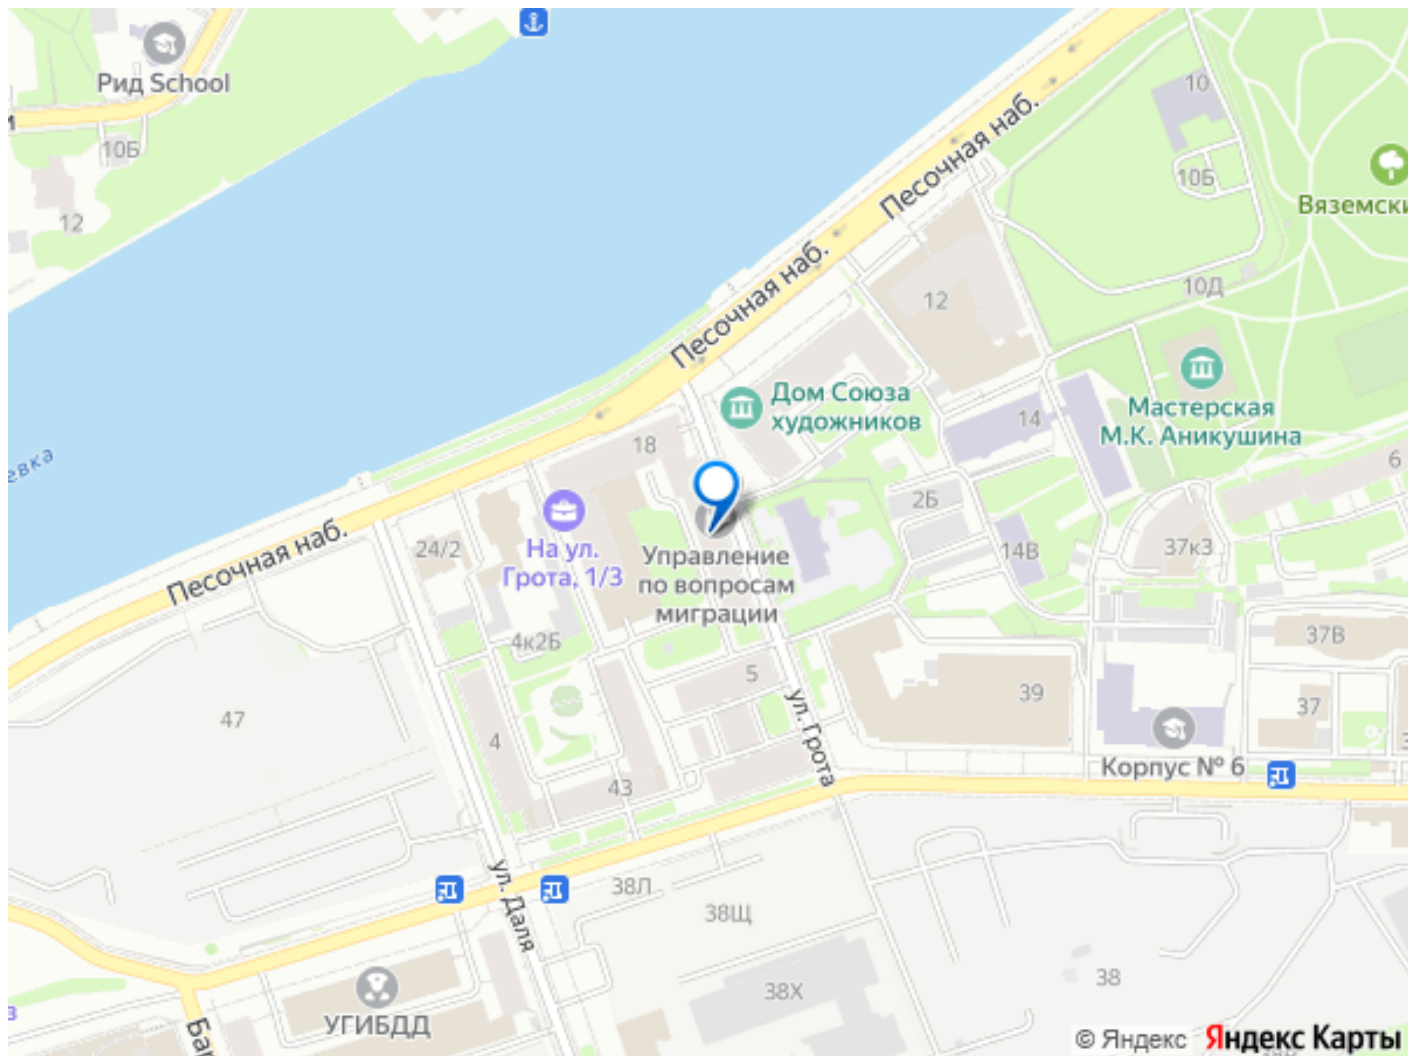 Рид School
10Б
12
евка
10
10Б
Вяземски
10Д
Песочная наб.
12
Песочная наб.
Дом Союза
художников
14
Мастерская
М.К. Аникушина
6
18
2Б
24/2
На ул.
Грота, 1/3
Управление
по вопросам
миграции
14В
37к3
Песочная наб.
4к2Б
37В
5
39
37
47
4
ул. Грота
43
Корпус № 6
ул. Даля
38Л
38Щ
38Х
38
УГИБДД
Бар
© Яндекс Яндекс Карты